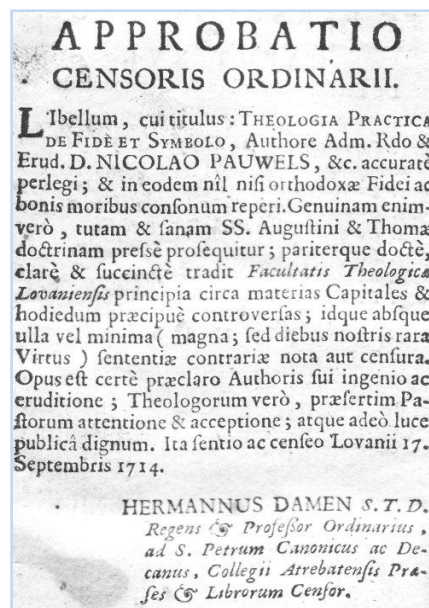 APPROBATIO
CENSORIS ORDINARII.
LIbellum, cui titulus: THEOLOGIA PRACTICA
DE FIDE ET SYMBOLO, Authore Adm. Rdo &
Erud. D. NICOLAO PAUWELS, &c. accuratè
perlegi; & in eodem nîl nisi orthodoxæ Fidei ac
bonis moribus consonum reperi. Genuinam enim-
verò, tutam & sanam SS. Augustini & Thomæ
doctrinam pressè prosequitur; pariterque doctè,
clarè & succinctè tradit Facultatis Theologicæ
Lovaniensis principia circa materias Capitales &
hodiedum præcipuè controversas; idque absque
ulla vel minima (magna; sed diebus nostris rara
Virtus) sententiæ contrariæ nota aut censura.
Opus est certè præclaro Authoris sui ingenio ac
eruditione; Theologorum verò, præsertim Pa-
storum attentione & acceptione; atque adeò luce
publicâ dignum. Ita sentio ac censeo Lovanii 17.
Septembris 1714.
HERMANNUS DAMEN S. T. D.
Regens & Professor Ordinarius,
ad S. Petrum Canonicus ac De-
canus, Collegii Atrebatensis Præ-
ses & Librorum Censor.